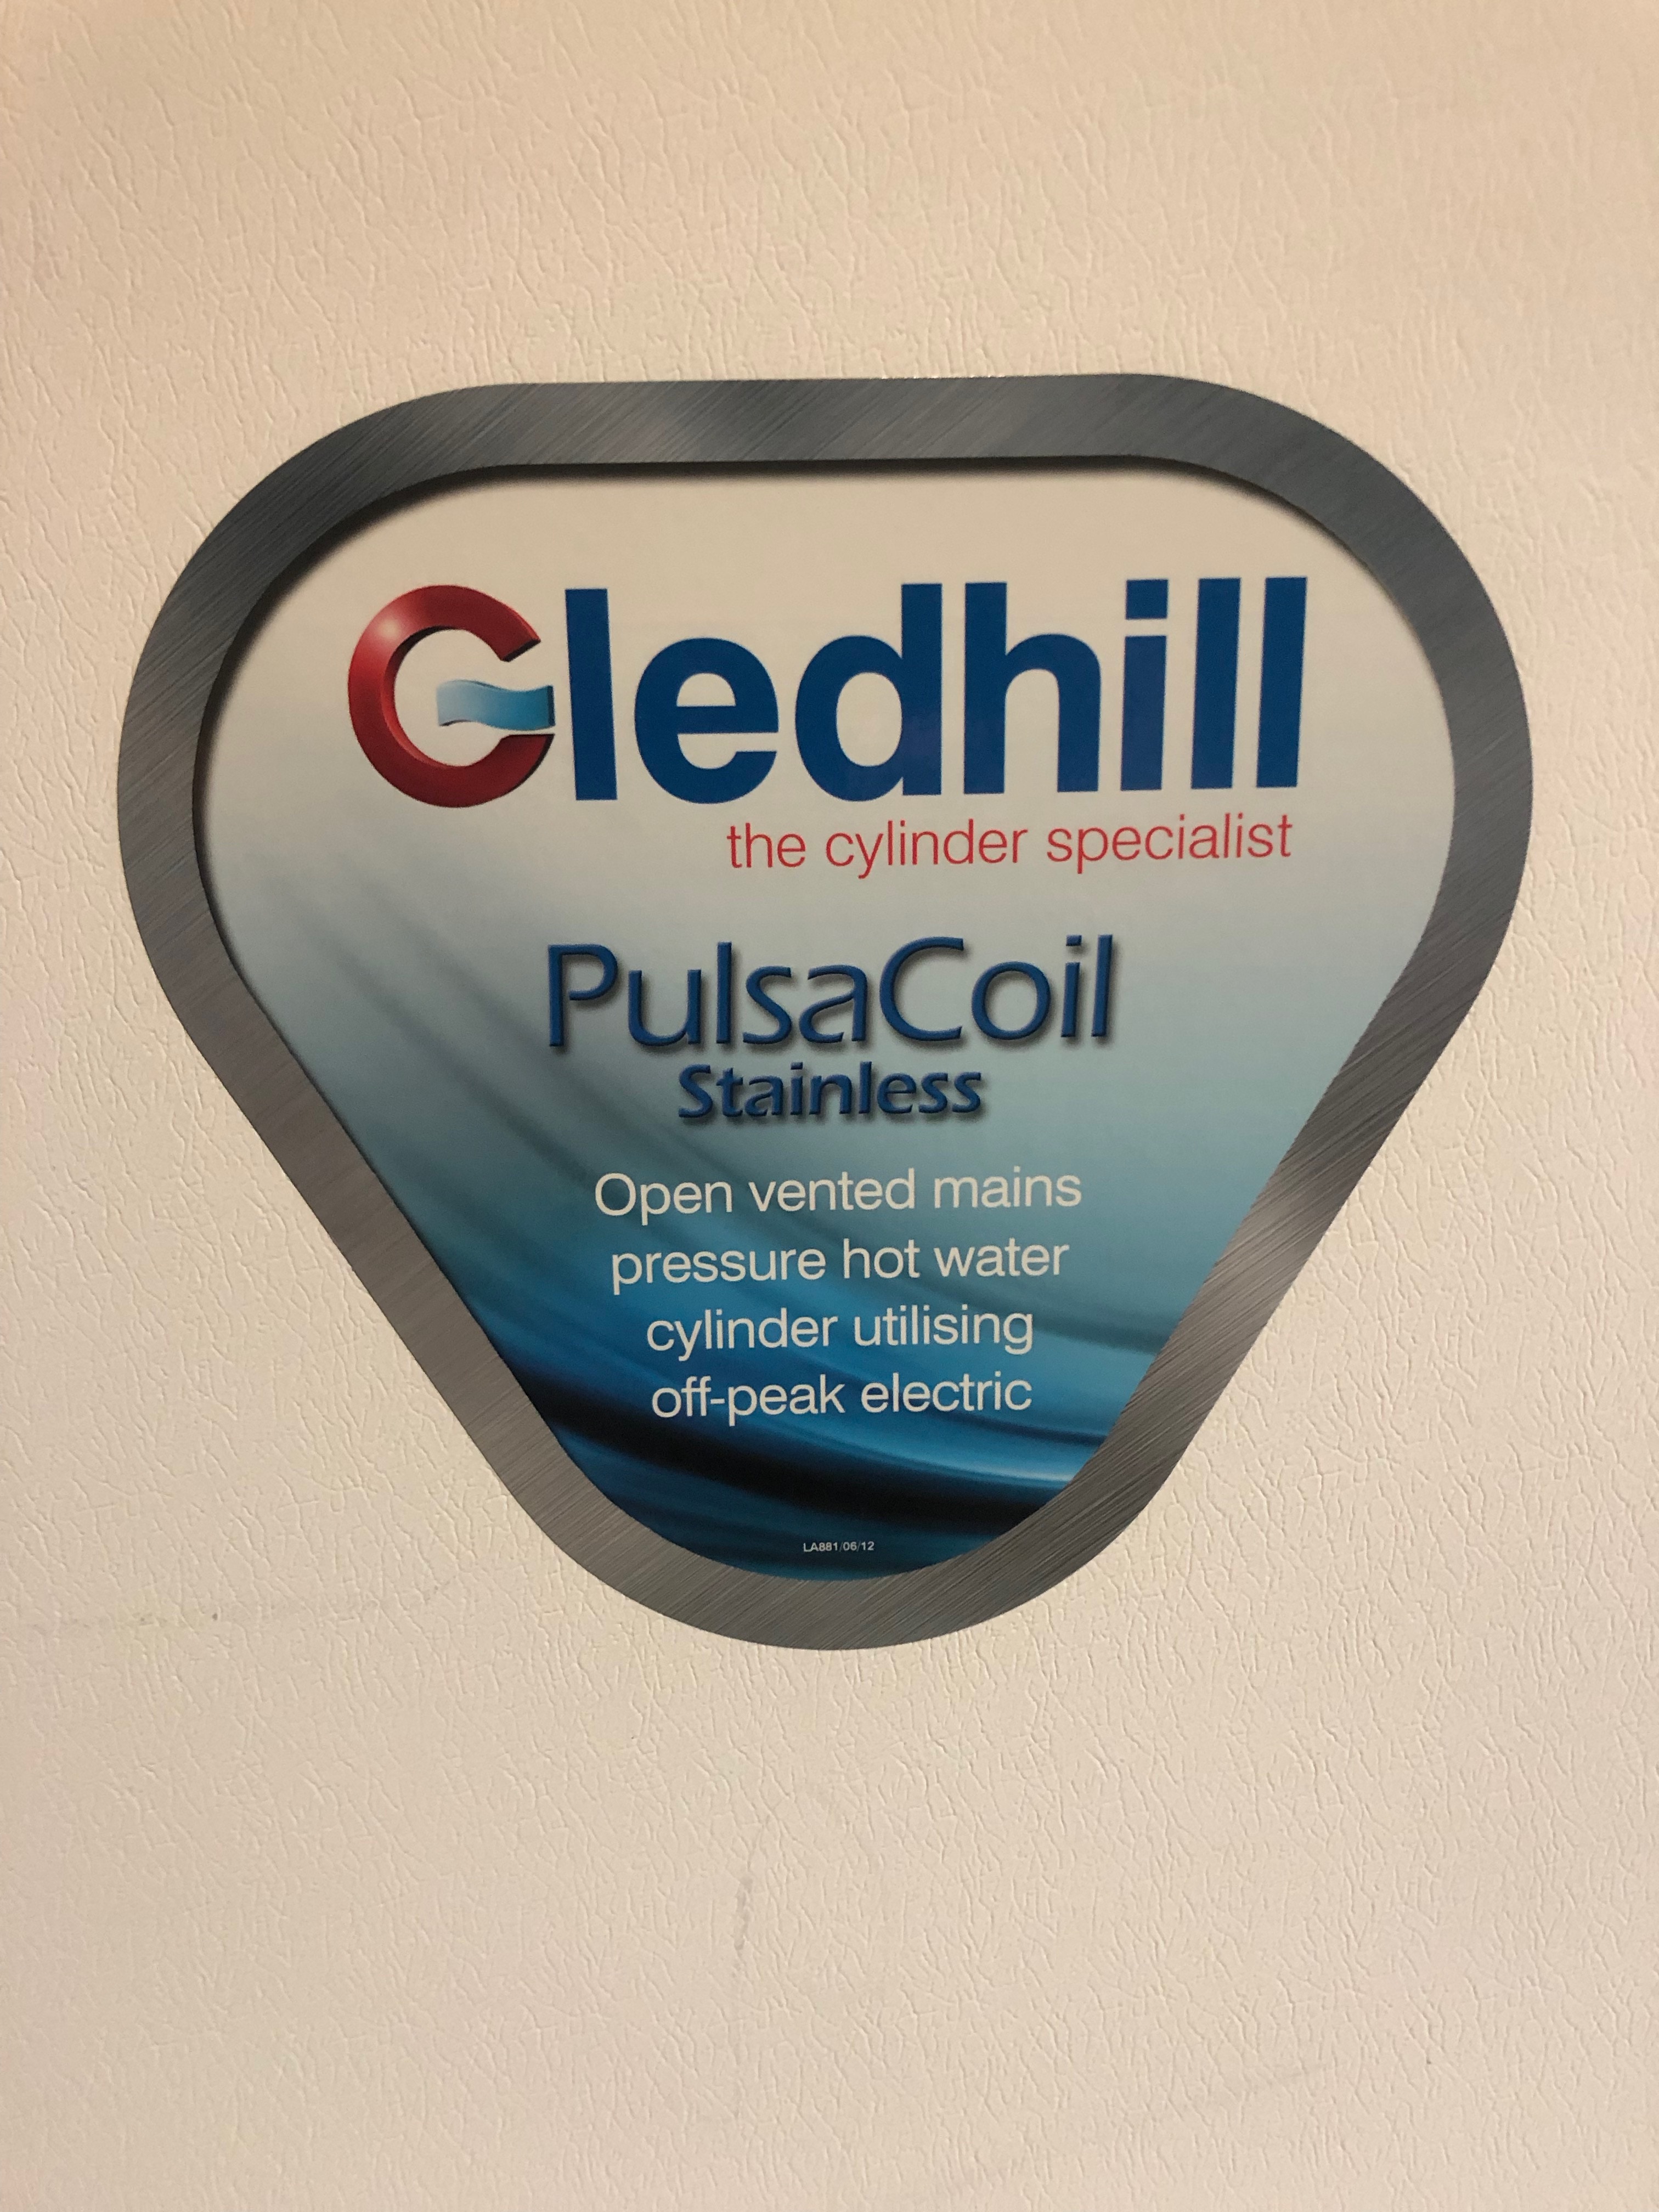 Gledhill
the cylinder specialist
PulsaCoil
Stainless
Open vented mains
pressure hot water
cylinder utilising
off-peak electric
LA881/06/12